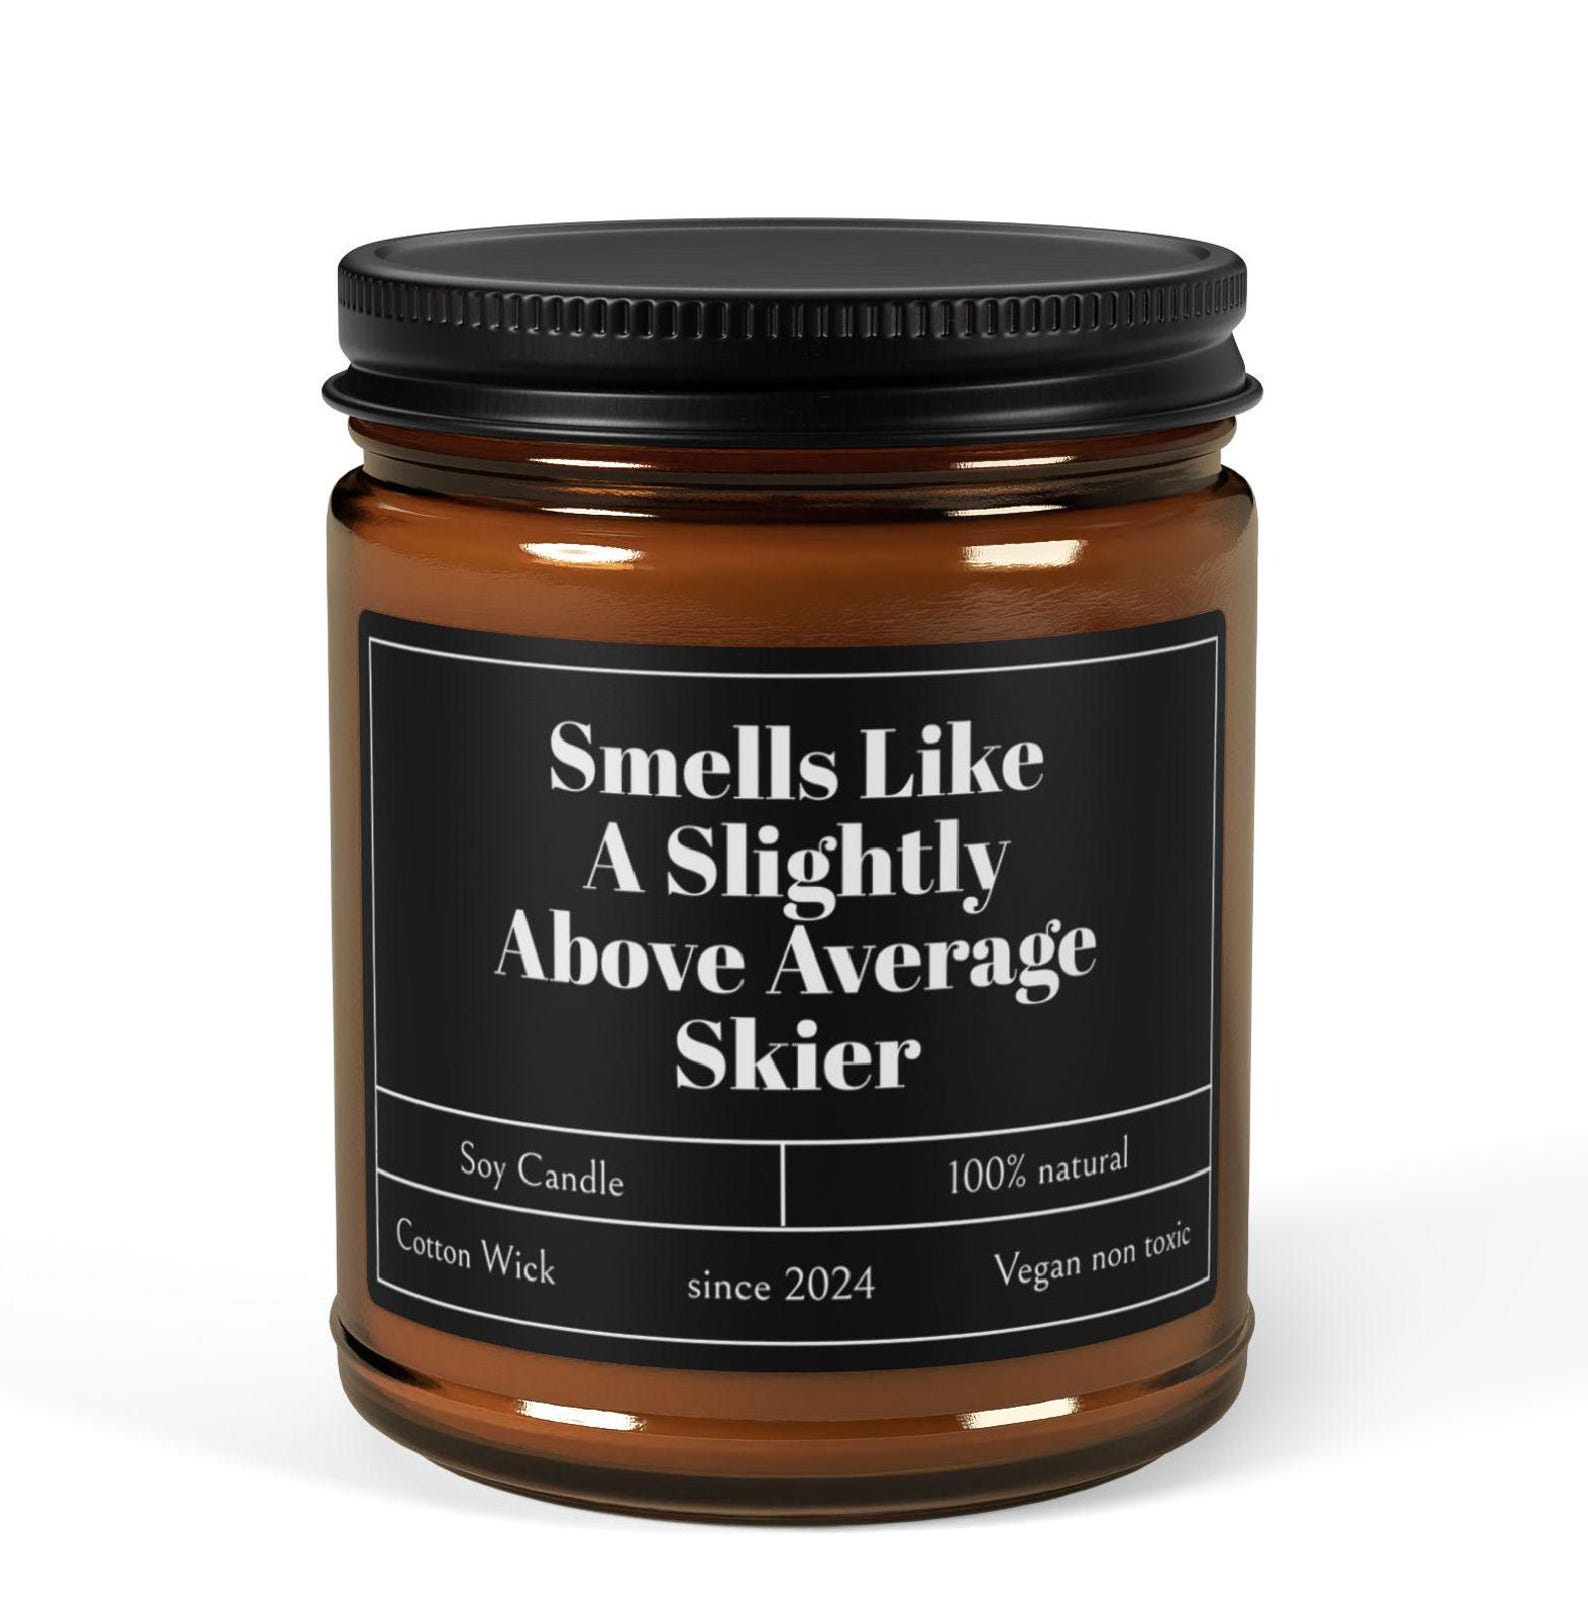 Smells Like
A Slightly
Above Average
Skier
Soy Candle
100% natural
Cotton Wick
since 2024
Vegan non toxic